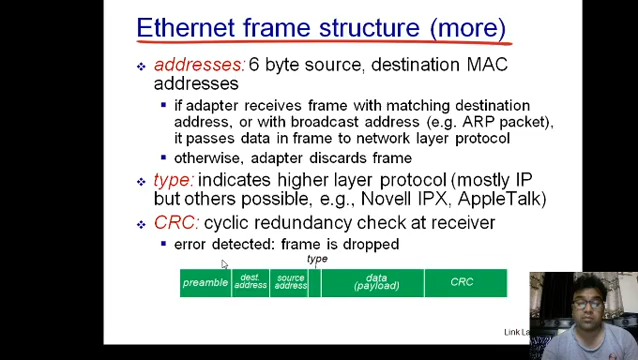 Ethernet frame structure (more)
addresses: 6 byte source, destination MAC
addresses
if adapter receives frame with matching destination
address, or with broadcast address (e.g. ARP packet),
it passes data in frame to network layer protocol
otherwise, adapter discards frame
type: indicates higher layer protocol (mostly IP
but others possible, e.g., Novell IPX, AppleTalk)
CRC: cyclic redundancy check at receiver
error detected: frame is dropped
type
preamble
dest.
address
source
address
data
(payload)
CRC
Link La